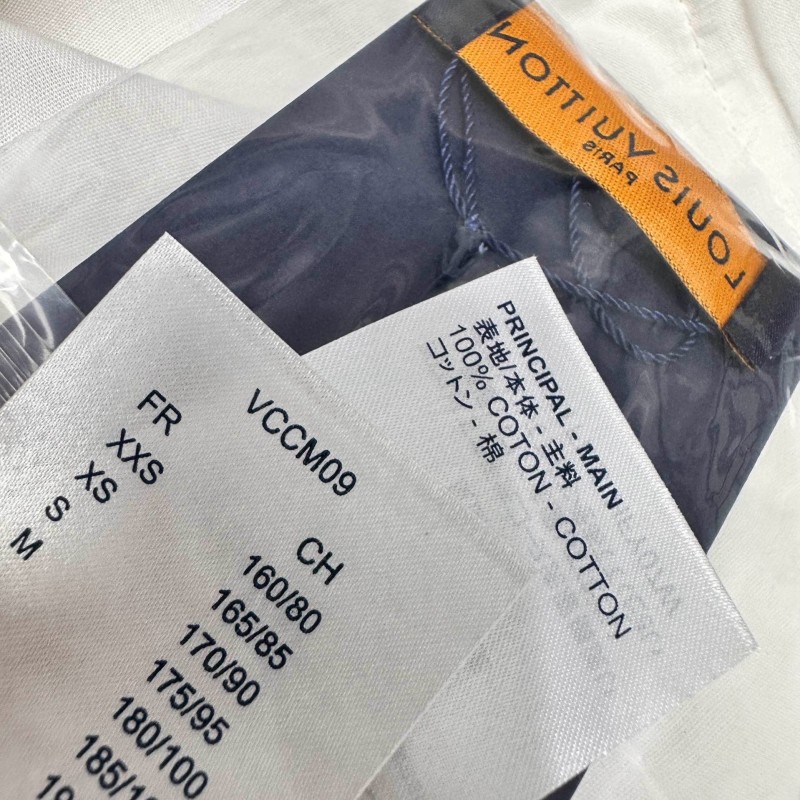 LOUIS VUITTON
PARIS
PRINCIPAL - MAIN
表地/本体 - 主料
100% COTON - COTTON
コットン - 棉
VCCM09
FR CH
XXS 160/80
XS 165/85
S 170/90
M 175/95
180/100